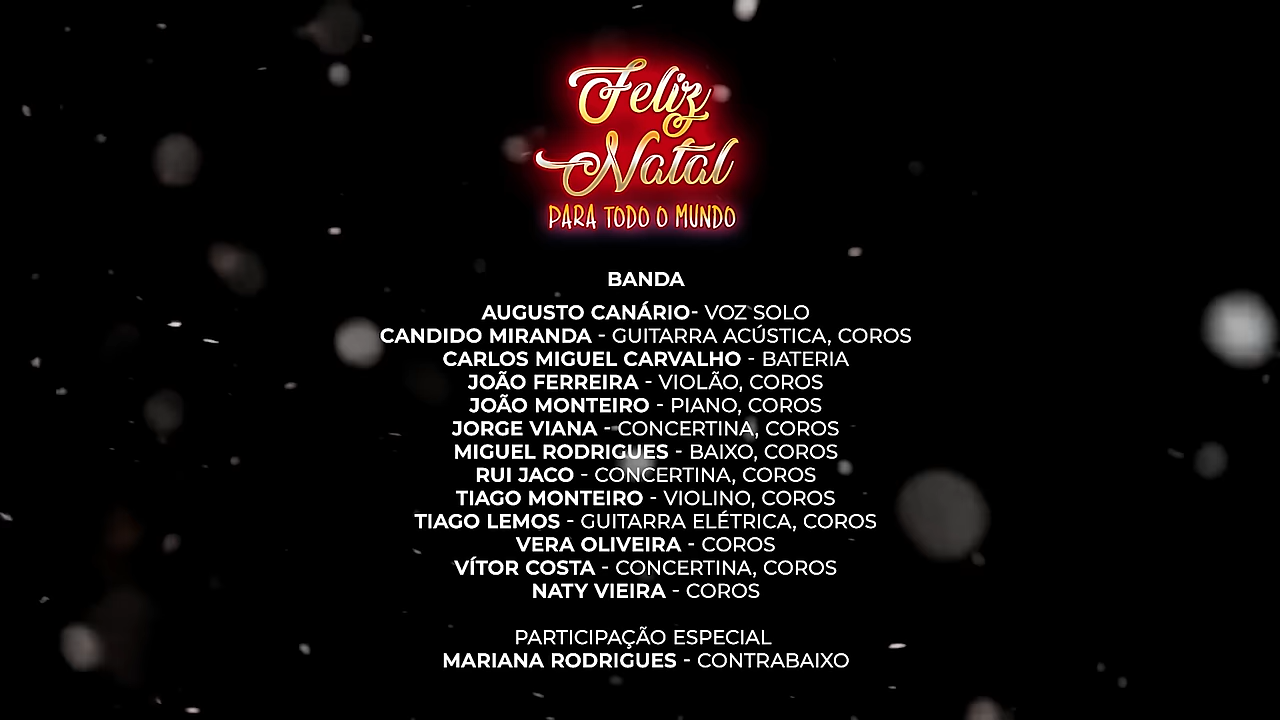 Feliz
Natal
PARA TODO O MUNDO
BANDA
AUGUSTO CANÁRIO- VOZ SOLO
CANDIDO MIRANDA - GUITARRA ACÚSTICA, COROS
CARLOS MIGUEL CARVALHO - BATERIA
JOÃO FERREIRA - VIOLÃO, COROS
JOÃO MONTEIRO - PIANO, COROS
JORGE VIANA - CONCERTINA, COROS
MIGUEL RODRIGUES - BAIXO, COROS
RUI JACO - CONCERTINA, COROS
TIAGO MONTEIRO - VIOLINO, COROS
TIAGO LEMOS - GUITARRA ELÉTRICA, COROS
VERA OLIVEIRA - COROS
VÍTOR COSTA - CONCERTINA, COROS
NATY VIEIRA - COROS
PARTICIPAÇÃO ESPECIAL
MARIANA RODRIGUES - CONTRABAIXO